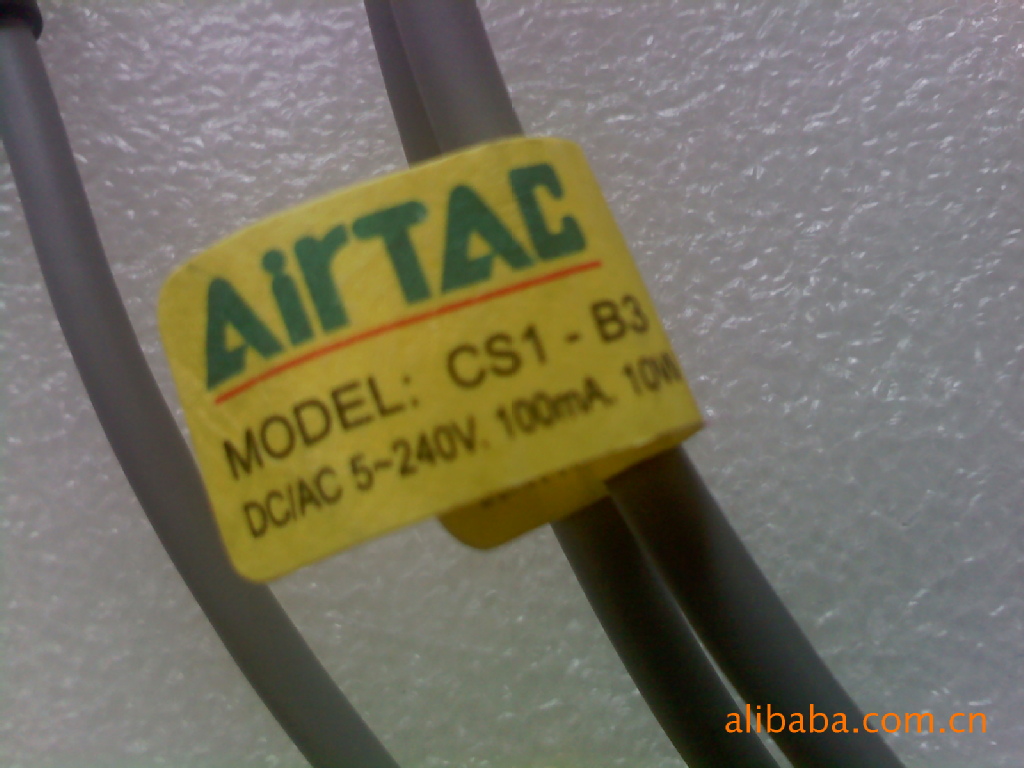 AirTAC
MODEL: CS1 - B3
DC/AC 5~240V. 100mA. 10W
alibaba.com.cn